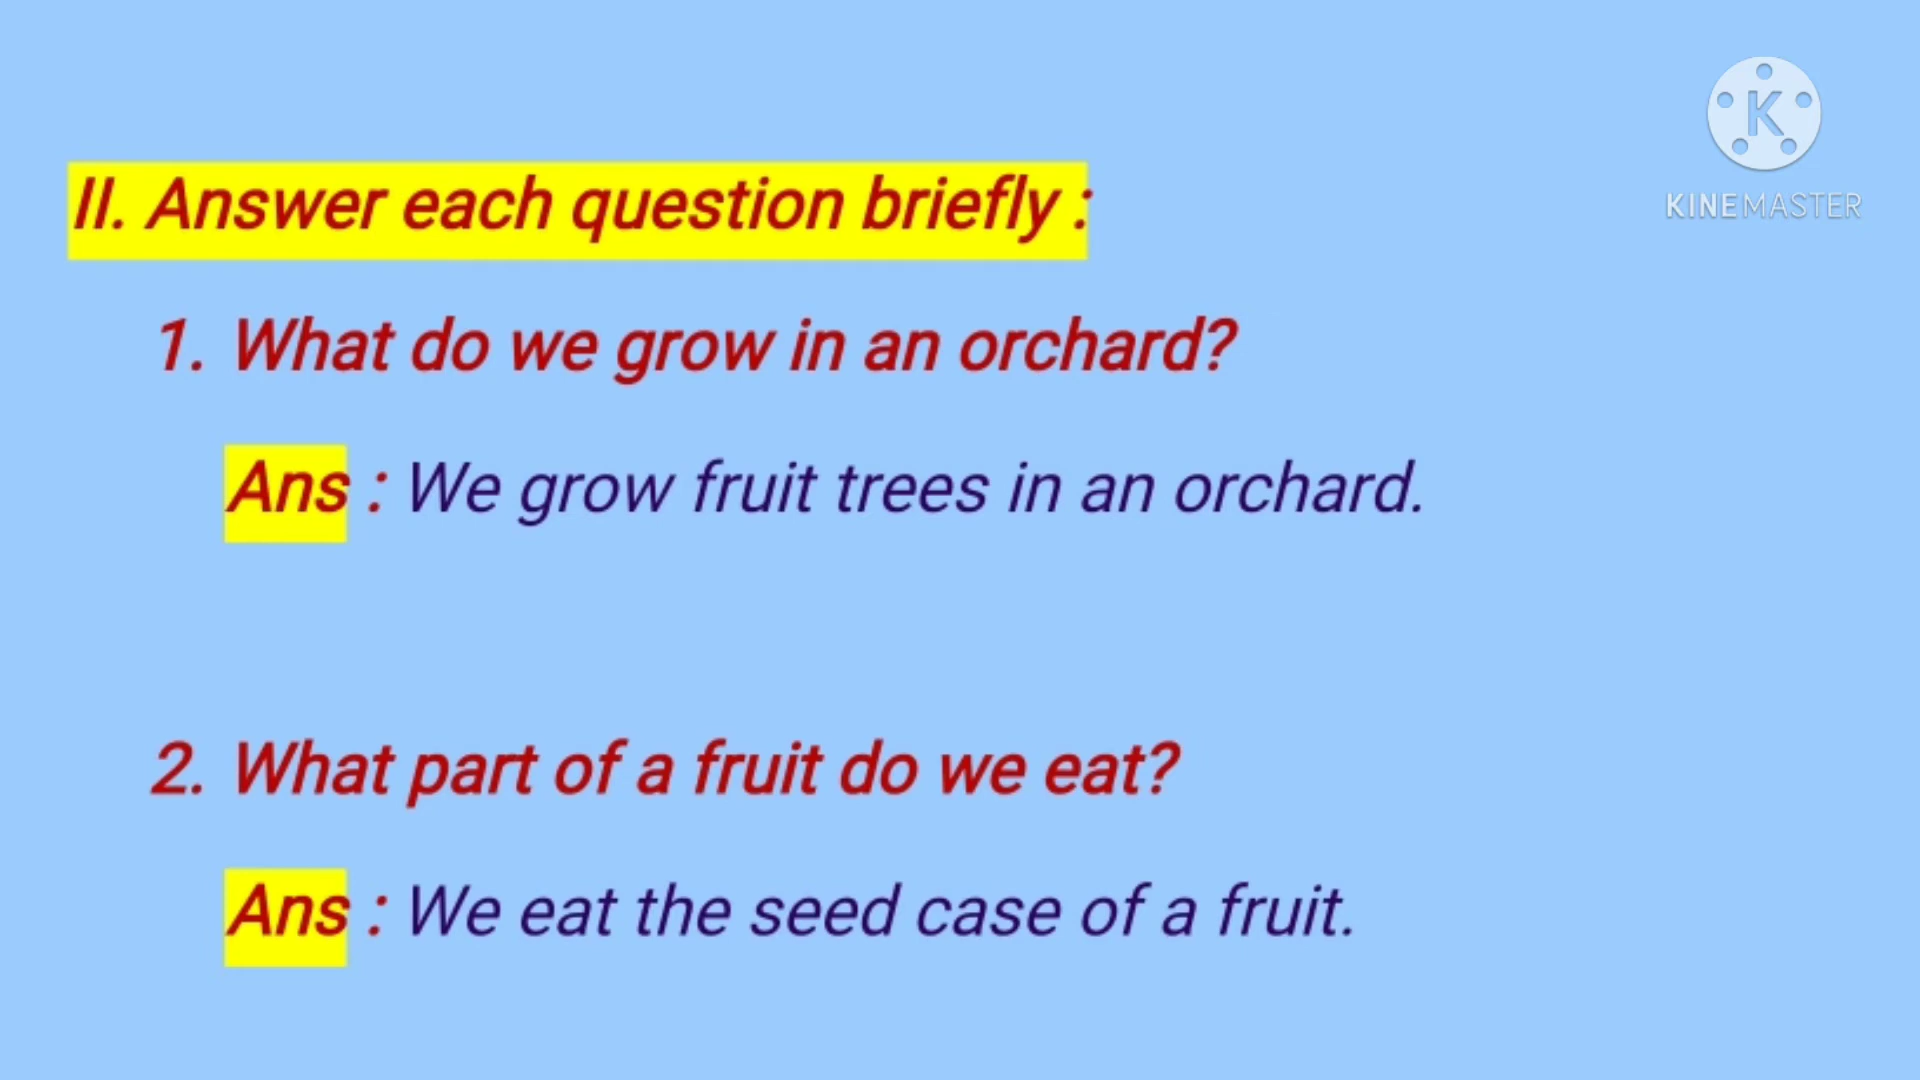 K
KINEMASTER
II. Answer each question briefly :
1. What do we grow in an orchard?
Ans : We grow fruit trees in an orchard.
2. What part of a fruit do we eat?
Ans : We eat the seed case of a fruit.